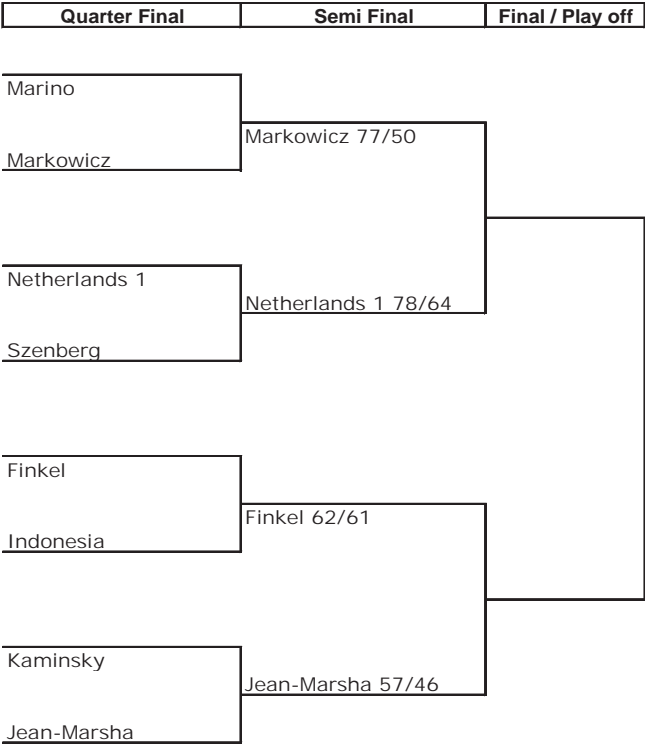 Quarter Final Semi Final Final / Play off
Marino
Markowicz 77/50
Markowicz
Netherlands 1
Netherlands 1 78/64
Szenberg
Finkel
Finkel 62/61
Indonesia
Kaminsky
Jean-Marsha 57/46
Jean-Marsha